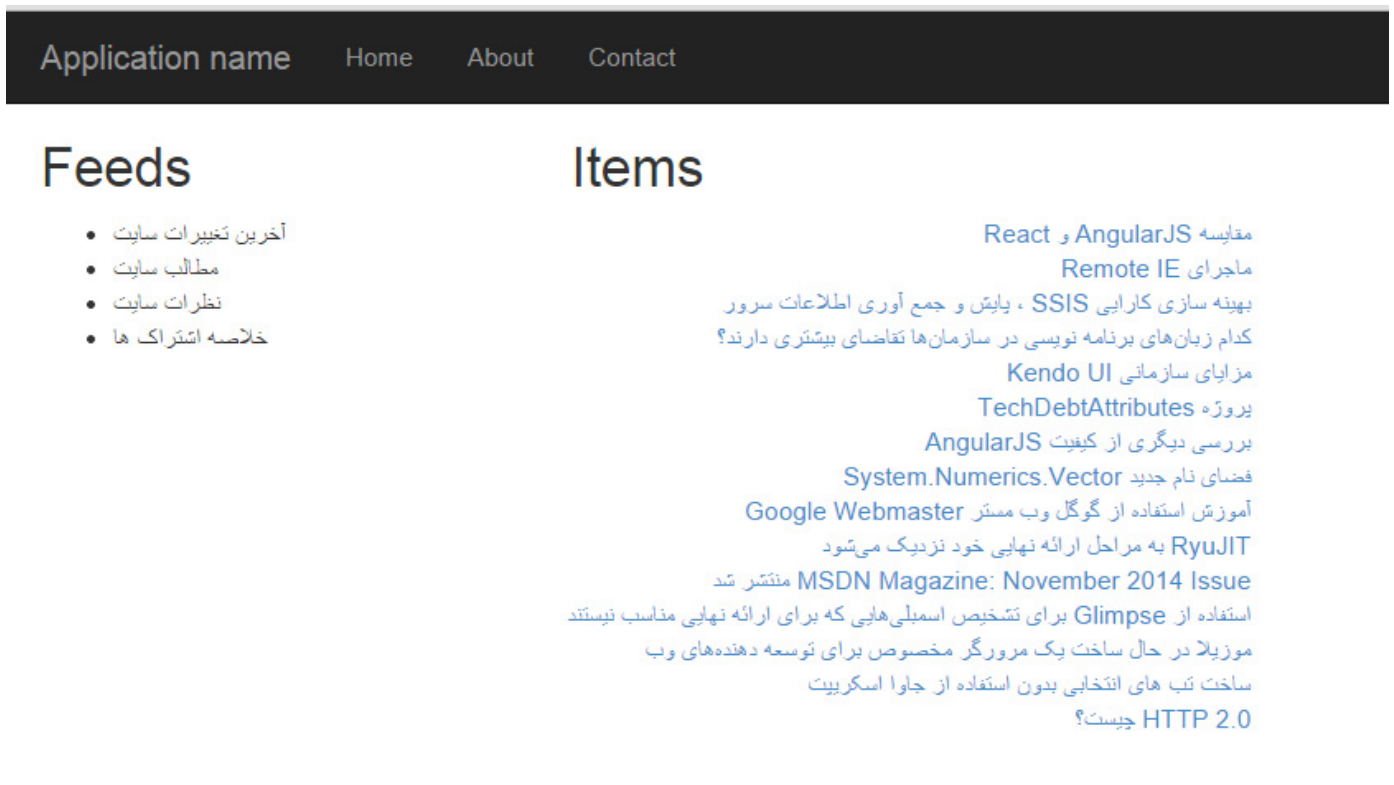 Application name Home About Contact
Feeds
آخرین تغییرات سایت
مطالب سایت
نظرات سایت
خلاصه اشتراک ها
Items
مقایسه AngularJS و React
ماجرای Remote IE
بهینه سازی کارایی SSIS ، پایش و جمع آوری اطلاعات سرور
کدام زبان‌های برنامه نویسی در سازمان‌ها تقاضای بیشتری دارند؟
مزایای سازمانی Kendo UI
پروژه TechDebtAttributes
بررسی دیگری از کیفیت AngularJS
فضای نام جدید System.Numerics.Vector
آموزش استفاده از گوگل وب مستر Google Webmaster
RyuJIT به مراحل ارائه نهایی خود نزدیک می‌شود
MSDN Magazine: November 2014 Issue منتشر شد
استفاده از Glimpse برای تشخیص اسمبلی‌هایی که برای ارائه نهایی مناسب نیستند
موزیلا در حال ساخت یک مرورگر مخصوص برای توسعه دهنده‌های وب
ساخت تب های انتخابی بدون استفاده از جاوا اسکریپت
HTTP 2.0 چیست؟